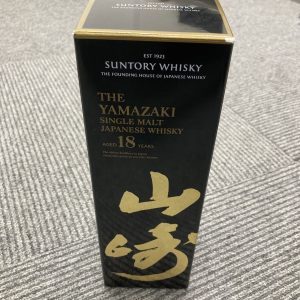 SUNTORY WHISKY
EST 1923
SUNTORY WHISKY
THE FOUNDING HOUSE OF JAPANESE WHISKY
THE
YAMAZAKI
SINGLE MALT
JAPANESE WHISKY
AGED 18 YEARS
山崎